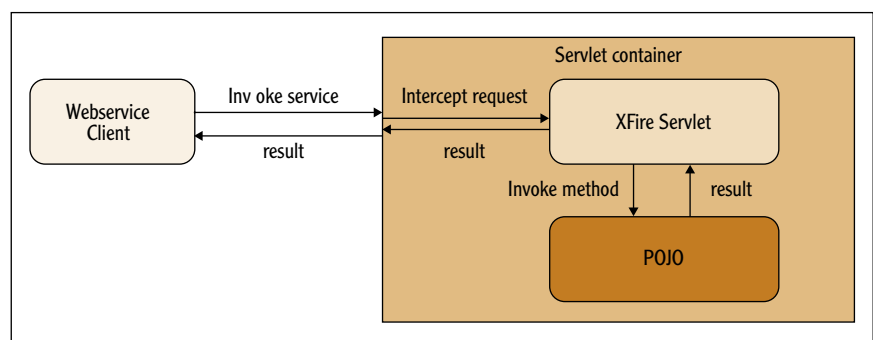 Servlet container
Webservice
Client
Inv oke service
result
Intercept request
result
XFire Servlet
Invoke method
result
POJO